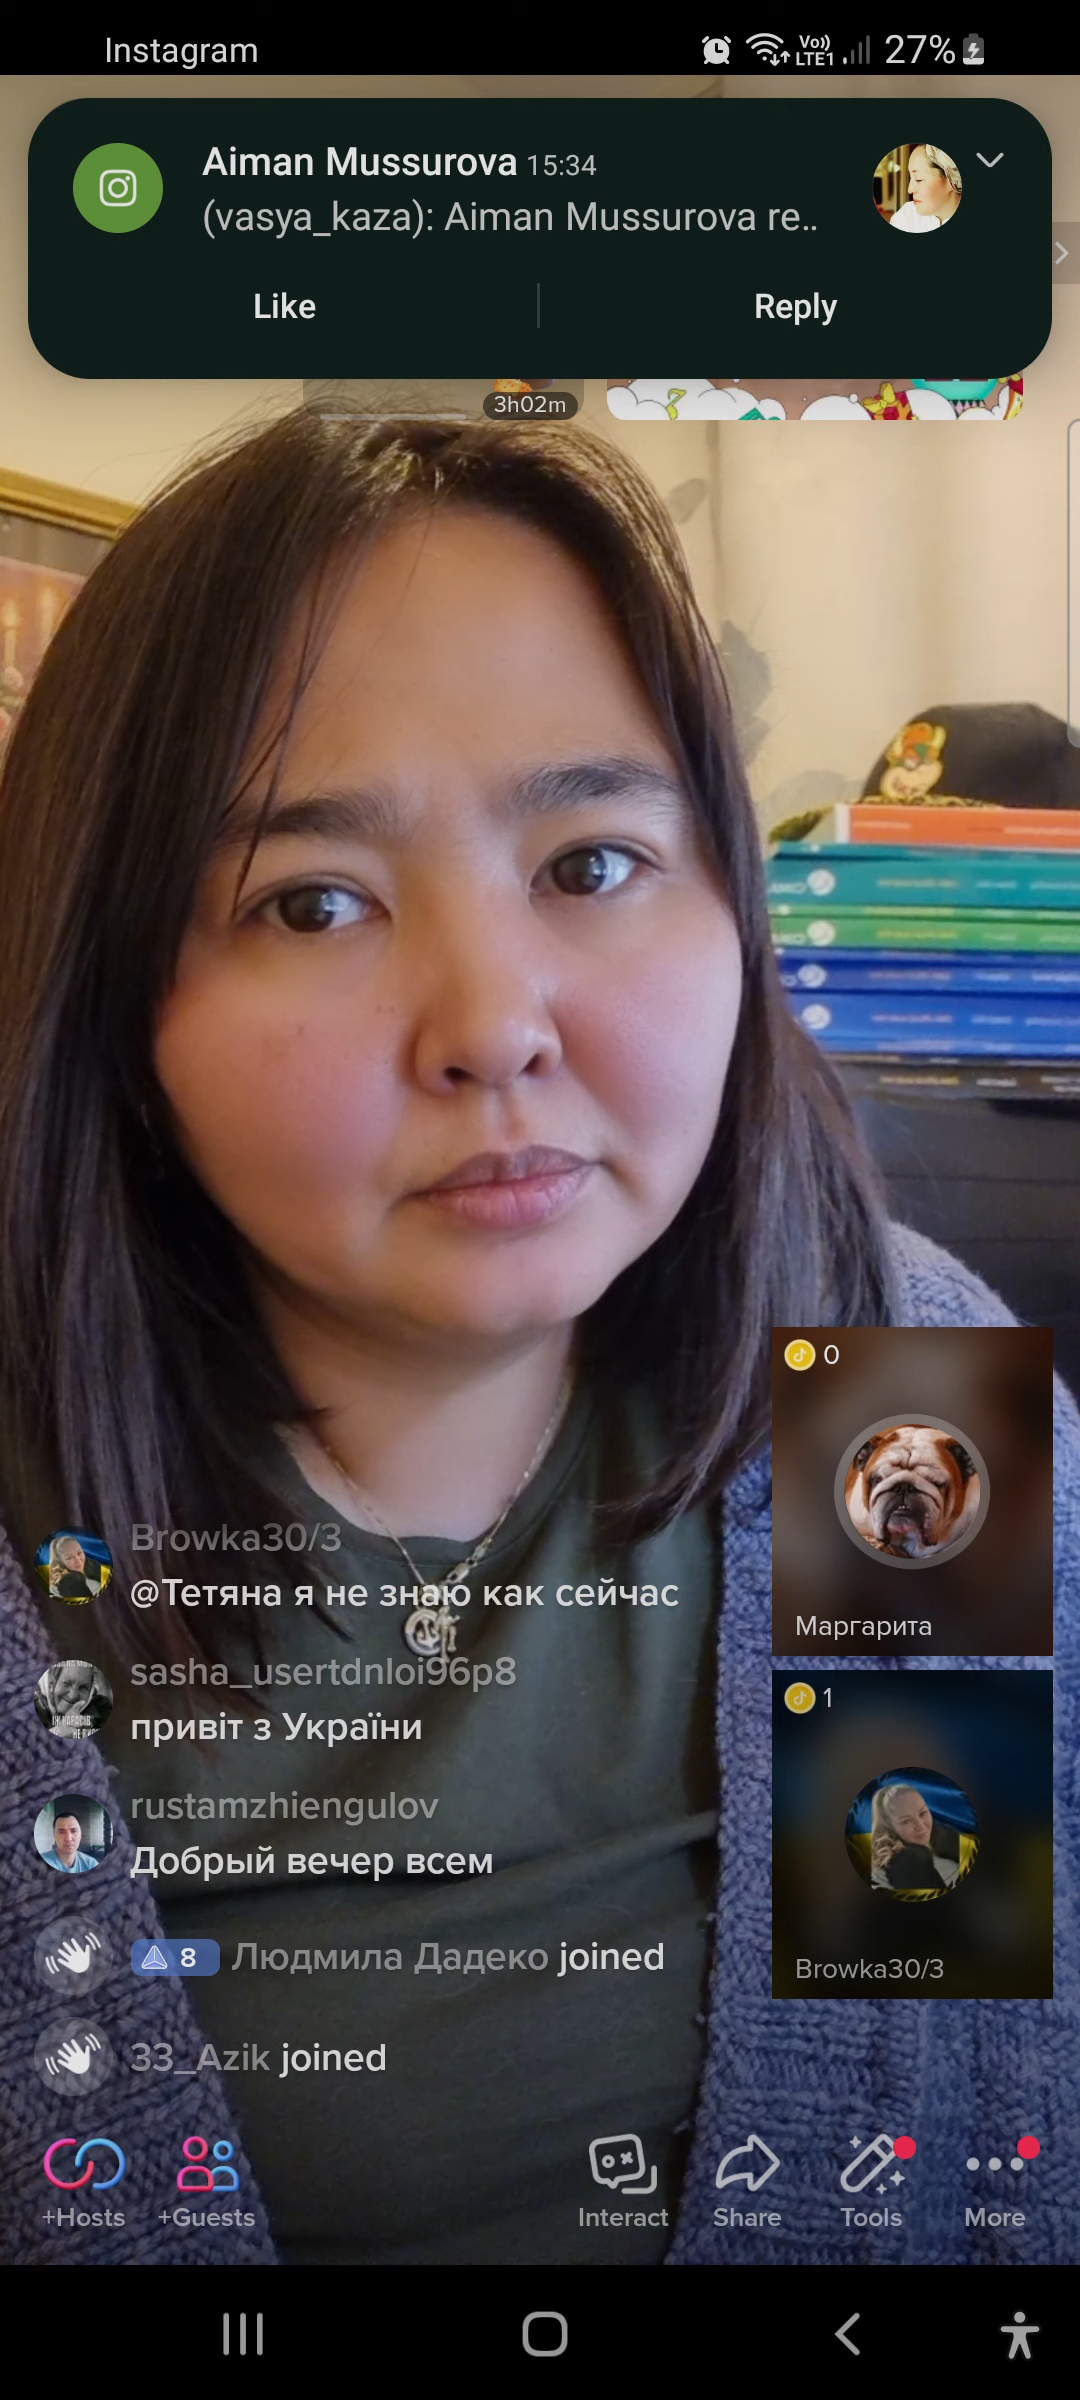 Instagram
Vo)) LTE1 27%
Aiman Mussurova 15:34
(vasya_kaza): Aiman Mussurova re..
Like Reply
3h02m
0
Маргарита
1
Browka30/3
Browka30/3
@Тетяна я не знаю как сейчас
sasha_usertdnloi96p8
привіт з України
rustamzhiengulov
Добрый вечер всем
8 Людмила Дадеко joined
33_Azik joined
+Hosts +Guests Interact Share Tools More